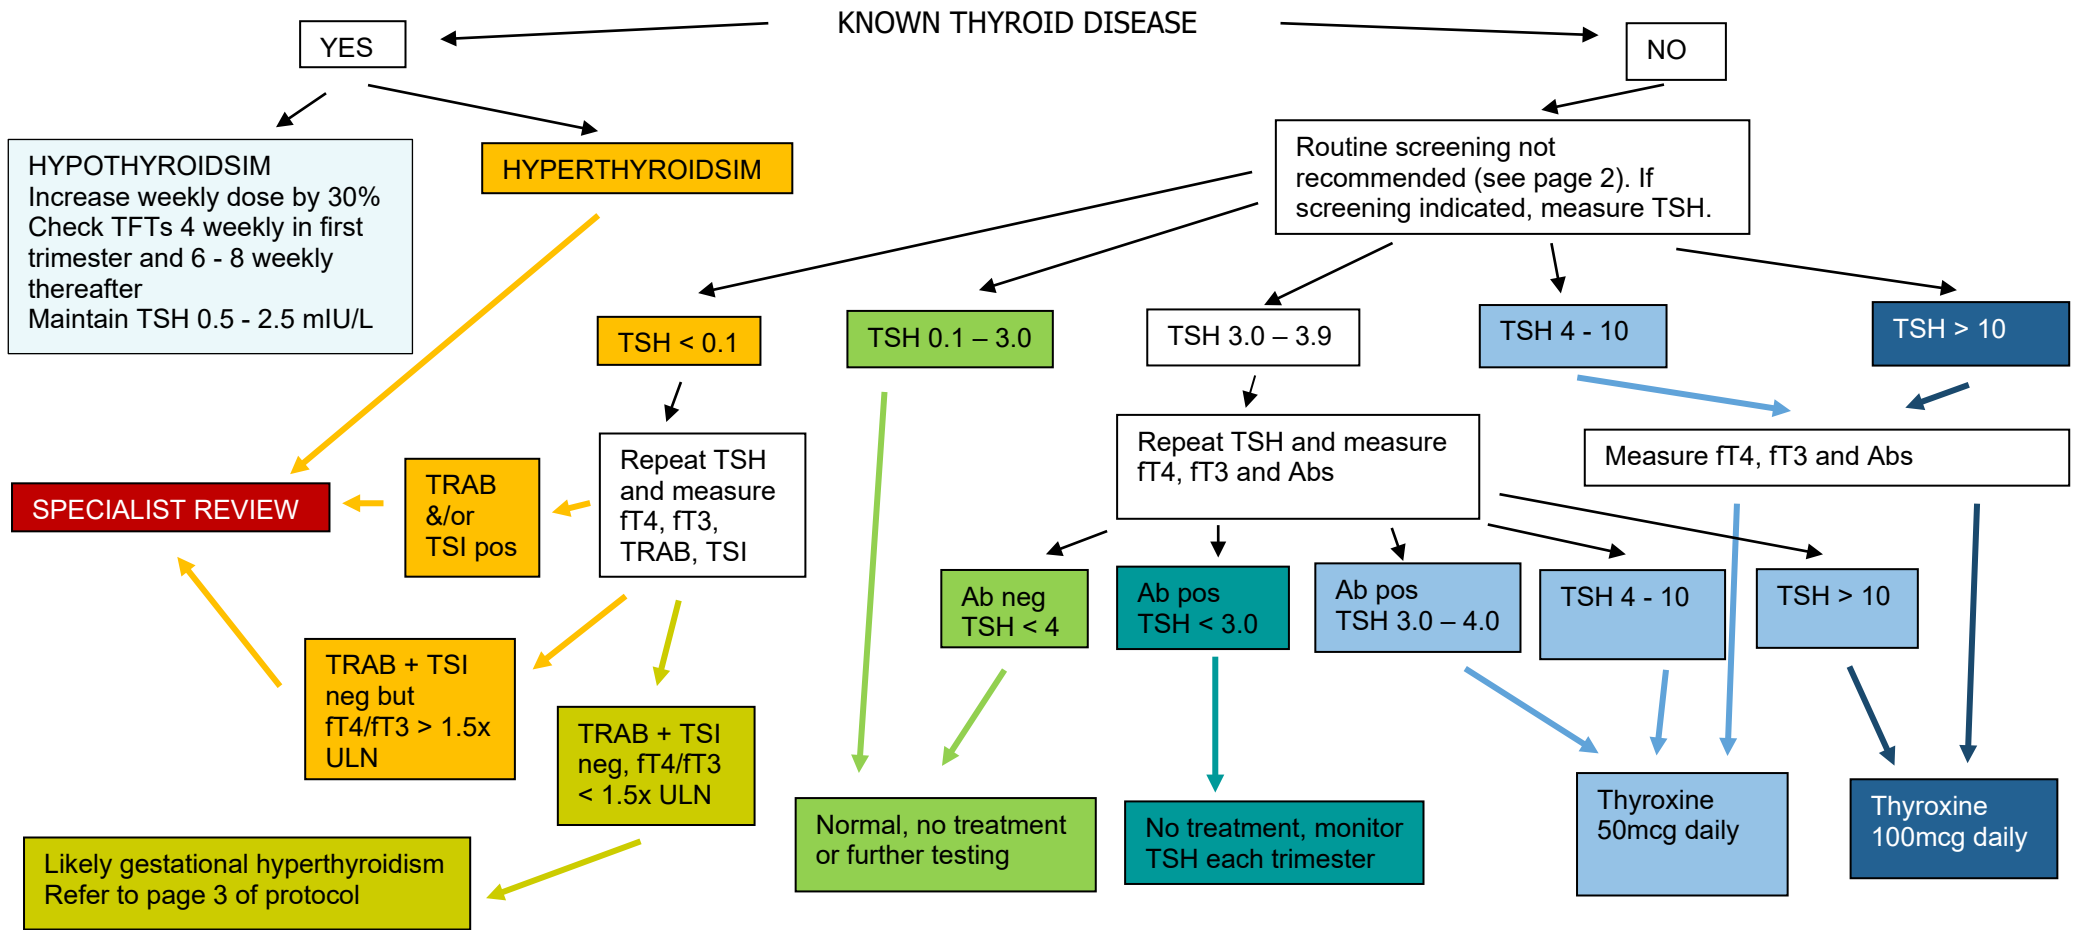 KNOWN THYROID DISEASE
YES
NO
HYPOTHYROIDSIM
Increase weekly dose by 30%
Check TFTs 4 weekly in first
trimester and 6 - 8 weekly
thereafter
Maintain TSH 0.5 - 2.5 mIU/L
HYPERTHYROIDSIM
Routine screening not
recommended (see page 2). If
screening indicated, measure TSH.
TSH < 0.1
TSH 0.1 – 3.0
TSH 3.0 – 3.9
TSH 4 - 10
TSH > 10
SPECIALIST REVIEW
TRAB
&/or
TSI pos
Repeat TSH
and measure
fT4, fT3,
TRAB, TSI
Repeat TSH and measure
fT4, fT3 and Abs
Measure fT4, fT3 and Abs
Ab neg
TSH < 4
Ab pos
TSH < 3.0
Ab pos
TSH 3.0 – 4.0
TSH 4 - 10
TSH > 10
TRAB + TSI
neg but
fT4/fT3 > 1.5x
ULN
TRAB + TSI
neg, fT4/fT3
< 1.5x ULN
Likely gestational hyperthyroidism
Refer to page 3 of protocol
Normal, no treatment
or further testing
No treatment, monitor
TSH each trimester
Thyroxine
50mcg daily
Thyroxine
100mcg daily